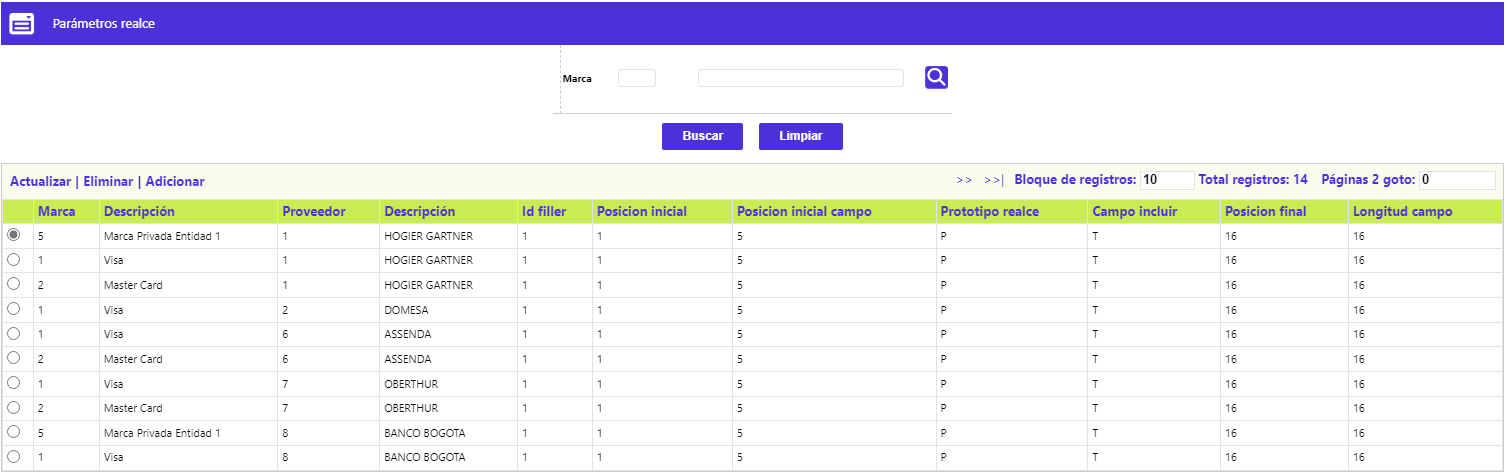 Parámetros realce
Marca
Buscar Limpiar
Actualizar | Eliminar | Adicionar >> >>| Bloque de registros: 10 Total registros: 14 Páginas 2 goto: 0
Marca Descripción Proveedor Descripción Id filler Posicion inicial Posicion inicial campo Prototipo realce Campo incluir Posicion final Longitud campo
5 Marca Privada Entidad 1 1 HOGIER GARTNER 1 1 5 P T 16 16
1 Visa 1 HOGIER GARTNER 1 1 5 P T 16 16
2 Master Card 1 HOGIER GARTNER 1 1 5 P T 16 16
1 Visa 2 DOMESA 1 1 5 P T 16 16
1 Visa 6 ASSENDA 1 1 5 P T 16 16
2 Master Card 6 ASSENDA 1 1 5 P T 16 16
1 Visa 7 OBERTHUR 1 1 5 P T 16 16
2 Master Card 7 OBERTHUR 1 1 5 P T 16 16
5 Marca Privada Entidad 1 8 BANCO BOGOTA 1 1 5 P T 16 16
1 Visa 8 BANCO BOGOTA 1 1 5 P T 16 16